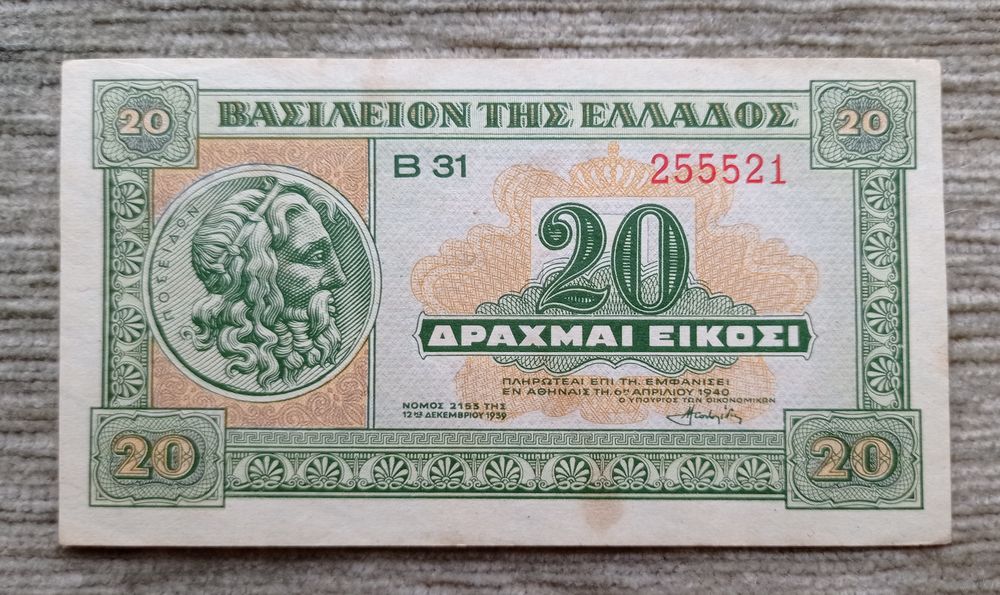 20 ΒΑΣΙΛΕΙΟΝ ΤΗΣ ΕΛΛΑΔΟΣ 20
Β 31 255521
ΠΟΣΕΙΔΩΝ
20
ΔΡΑΧΜΑΙ ΕΙΚΟΣΙ
ΠΛΗΡΩΤΕΑΙ ΕΠΙ ΤΗ, ΕΜΦΑΝΙΣΕΙ
ΕΝ ΑΘΗΝΑΙΣ ΤΗ, 6ῃ ΑΠΡΙΛΙΟΥ 1940
Ο ΥΠΟΥΡΓΟΣ ΤΩΝ ΟΙΚΟΝΟΜΙΚΩΝ
ΝΟΜΟΣ 2153 ΤΗΣ
12ης ΔΕΚΕΜΒΡΙΟΥ 1939
20 20